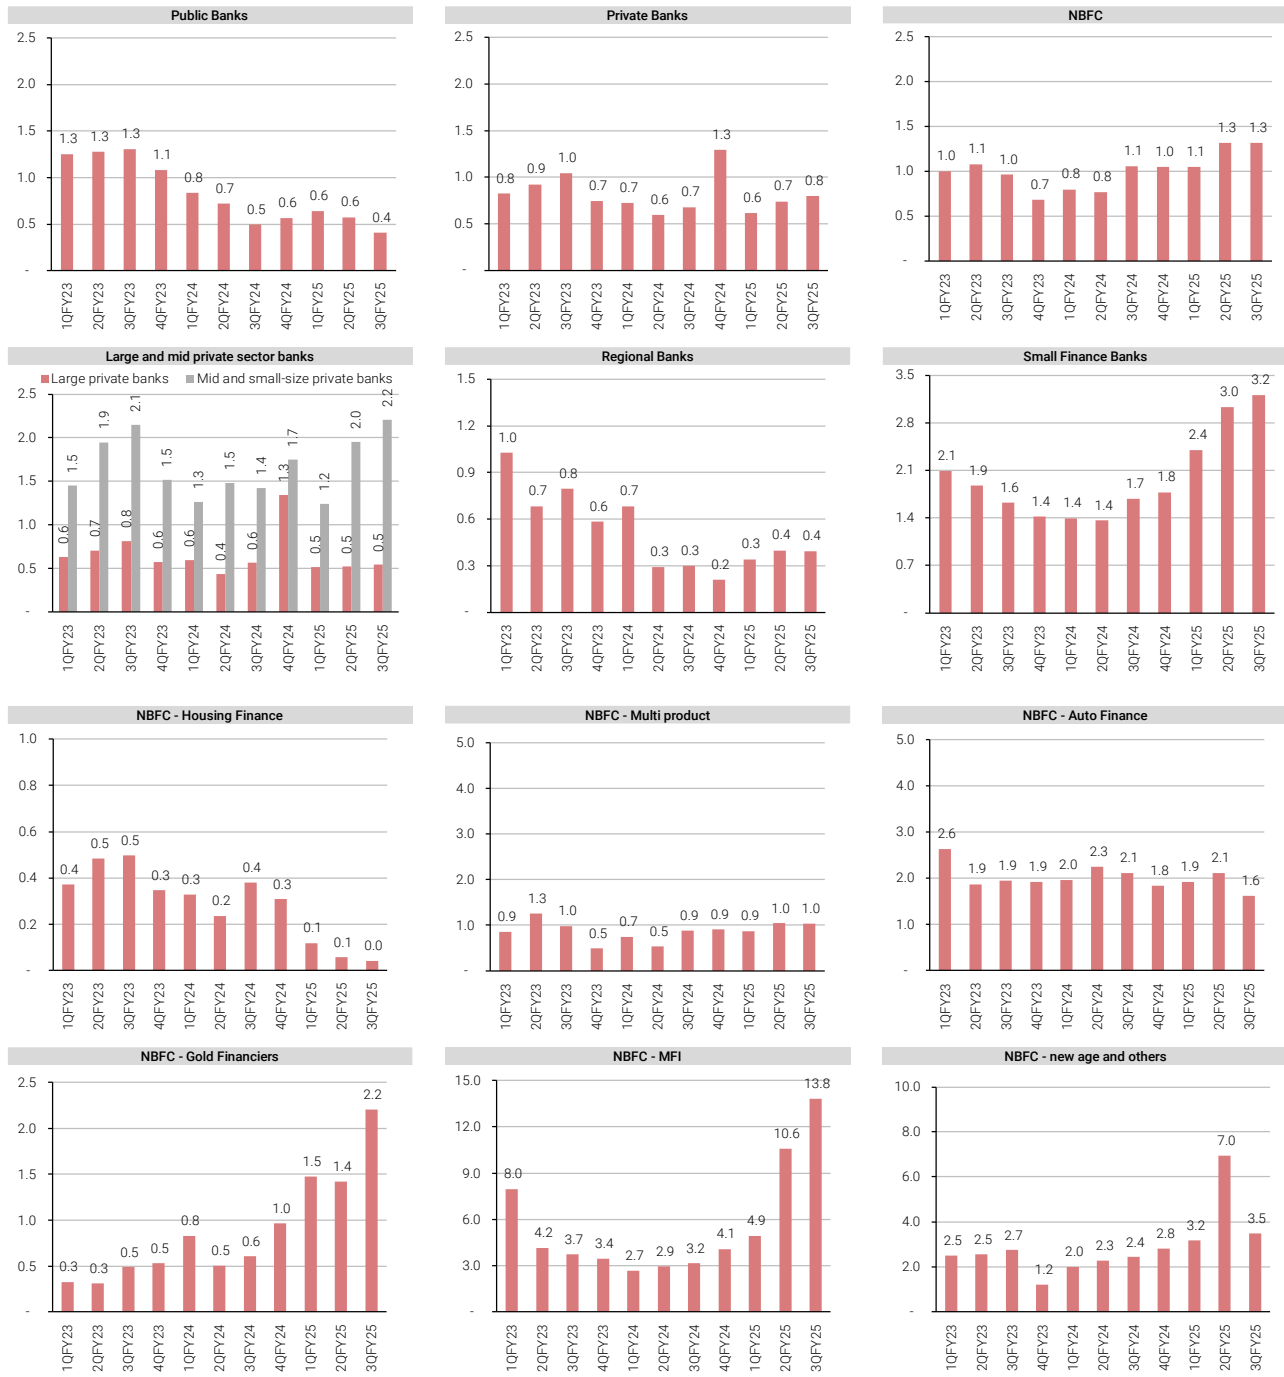 Public Banks
2.5
2.0
1.5
1.0
0.5
-
1.3 1.3 1.3 1.1 0.8 0.7 0.5 0.6 0.6 0.6 0.4
1QFY23 2QFY23 3QFY23 4QFY23 1QFY24 2QFY24 3QFY24 4QFY24 1QFY25 2QFY25 3QFY25
Private Banks
2.5
2.0
1.5
1.0
0.5
-
0.8 0.9 1.0 0.7 0.7 0.6 0.7 1.3 0.6 0.7 0.8
1QFY23 2QFY23 3QFY23 4QFY23 1QFY24 2QFY24 3QFY24 4QFY24 1QFY25 2QFY25 3QFY25
NBFC
2.5
2.0
1.5
1.0
0.5
-
1.0 1.1 1.0 0.7 0.8 0.8 1.1 1.0 1.1 1.3 1.3
1QFY23 2QFY23 3QFY23 4QFY23 1QFY24 2QFY24 3QFY24 4QFY24 1QFY25 2QFY25 3QFY25
Large and mid private sector banks
Large private banks Mid and small-size private banks
2.5
2.0
1.5
1.0
0.5
-
0.6 1.5 0.7 1.9 0.8 2.1 0.6 1.5 0.6 1.3 0.4 1.5 0.6 1.4 1.3 1.7 0.5 1.2 0.5 2.0 0.5 2.2
1QFY23 2QFY23 3QFY23 4QFY23 1QFY24 2QFY24 3QFY24 4QFY24 1QFY25 2QFY25 3QFY25
Regional Banks
1.5
1.2
0.9
0.6
0.3
-
1.0 0.7 0.8 0.6 0.7 0.3 0.3 0.2 0.3 0.4 0.4
1QFY23 2QFY23 3QFY23 4QFY23 1QFY24 2QFY24 3QFY24 4QFY24 1QFY25 2QFY25 3QFY25
Small Finance Banks
3.5
2.8
2.1
1.4
0.7
-
2.1 1.9 1.6 1.4 1.4 1.4 1.7 1.8 2.4 3.0 3.2
1QFY23 2QFY23 3QFY23 4QFY23 1QFY24 2QFY24 3QFY24 4QFY24 1QFY25 2QFY25 3QFY25
NBFC - Housing Finance
1.0
0.8
0.6
0.4
0.2
-
0.4 0.5 0.5 0.3 0.3 0.2 0.4 0.3 0.1 0.1 0.0
1QFY23 2QFY23 3QFY23 4QFY23 1QFY24 2QFY24 3QFY24 4QFY24 1QFY25 2QFY25 3QFY25
NBFC - Multi product
5.0
4.0
3.0
2.0
1.0
-
0.9 1.3 1.0 0.5 0.7 0.5 0.9 0.9 0.9 1.0 1.0
1QFY23 2QFY23 3QFY23 4QFY23 1QFY24 2QFY24 3QFY24 4QFY24 1QFY25 2QFY25 3QFY25
NBFC - Auto Finance
5.0
4.0
3.0
2.0
1.0
-
2.6 1.9 1.9 1.9 2.0 2.3 2.1 1.8 1.9 2.1 1.6
1QFY23 2QFY23 3QFY23 4QFY23 1QFY24 2QFY24 3QFY24 4QFY24 1QFY25 2QFY25 3QFY25
NBFC - Gold Financiers
2.5
2.0
1.5
1.0
0.5
-
0.3 0.3 0.5 0.5 0.8 0.5 0.6 1.0 1.5 1.4 2.2
1QFY23 2QFY23 3QFY23 4QFY23 1QFY24 2QFY24 3QFY24 4QFY24 1QFY25 2QFY25 3QFY25
NBFC - MFI
15.0
12.0
9.0
6.0
3.0
-
8.0 4.2 3.7 3.4 2.7 2.9 3.2 4.1 4.9 10.6 13.8
1QFY23 2QFY23 3QFY23 4QFY23 1QFY24 2QFY24 3QFY24 4QFY24 1QFY25 2QFY25 3QFY25
NBFC - new age and others
10.0
8.0
6.0
4.0
2.0
-
2.5 2.5 2.7 1.2 2.0 2.3 2.4 2.8 3.2 7.0 3.5
1QFY23 2QFY23 3QFY23 4QFY23 1QFY24 2QFY24 3QFY24 4QFY24 1QFY25 2QFY25 3QFY25